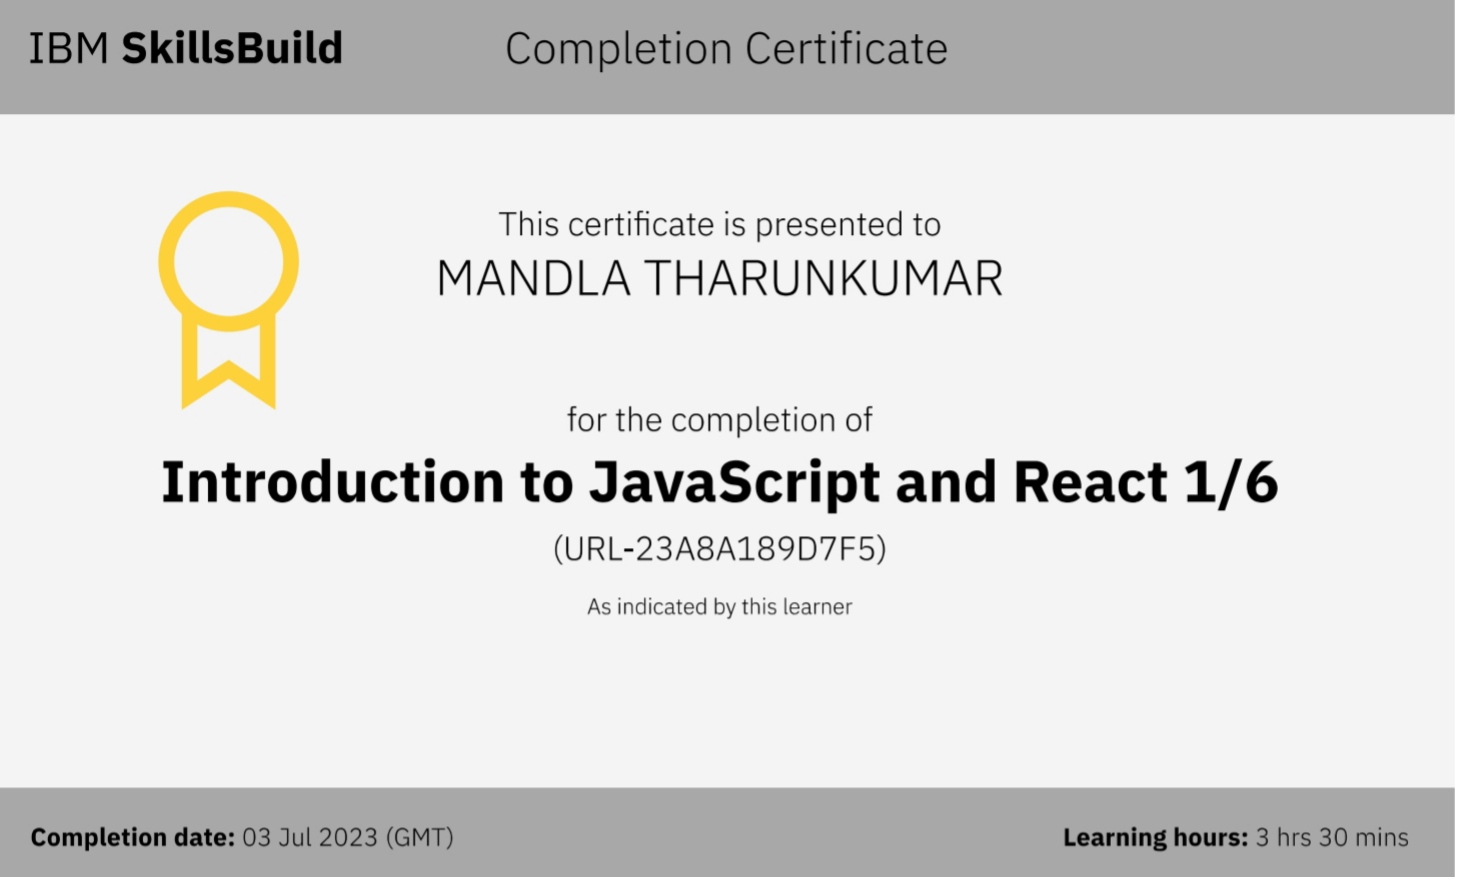 IBM SkillsBuild
Completion Certificate
This certificate is presented to
MANDLA THARUNKUMAR
for the completion of
Introduction to JavaScript and React 1/6
(URL-23A8A189D7F5)
As indicated by this learner
Completion date: 03 Jul 2023 (GMT)
Learning hours: 3 hrs 30 mins